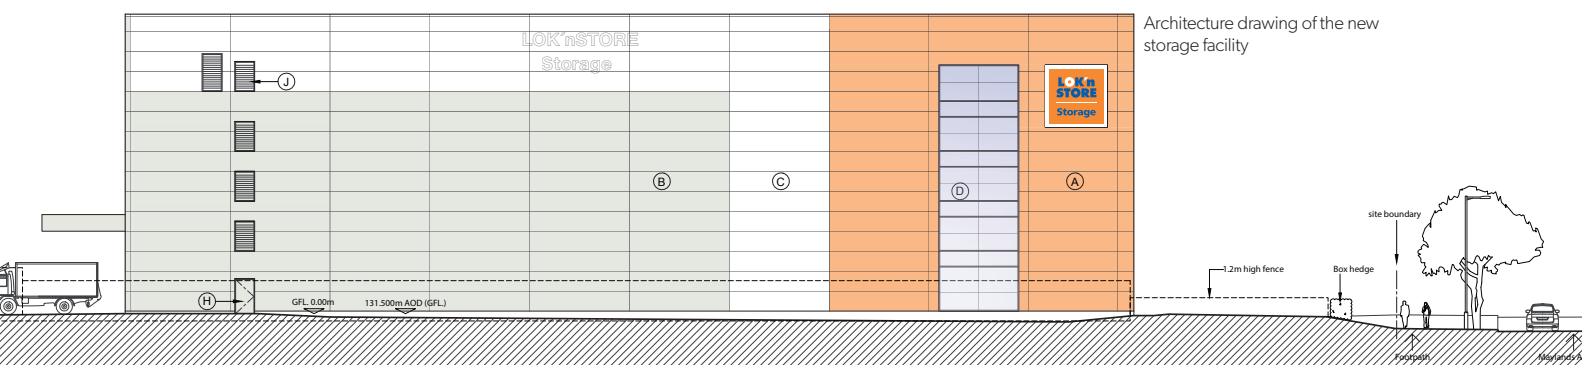 Architecture drawing of the new
storage facility
LOK'nSTORE
Storage
J
LOK'n
STORE
Storage
B
C
D
A
site boundary
1.2m high fence
Box hedge
H
GFL. 0.00m
131.500m AOD (GFL.)
Footpath
Maylands A